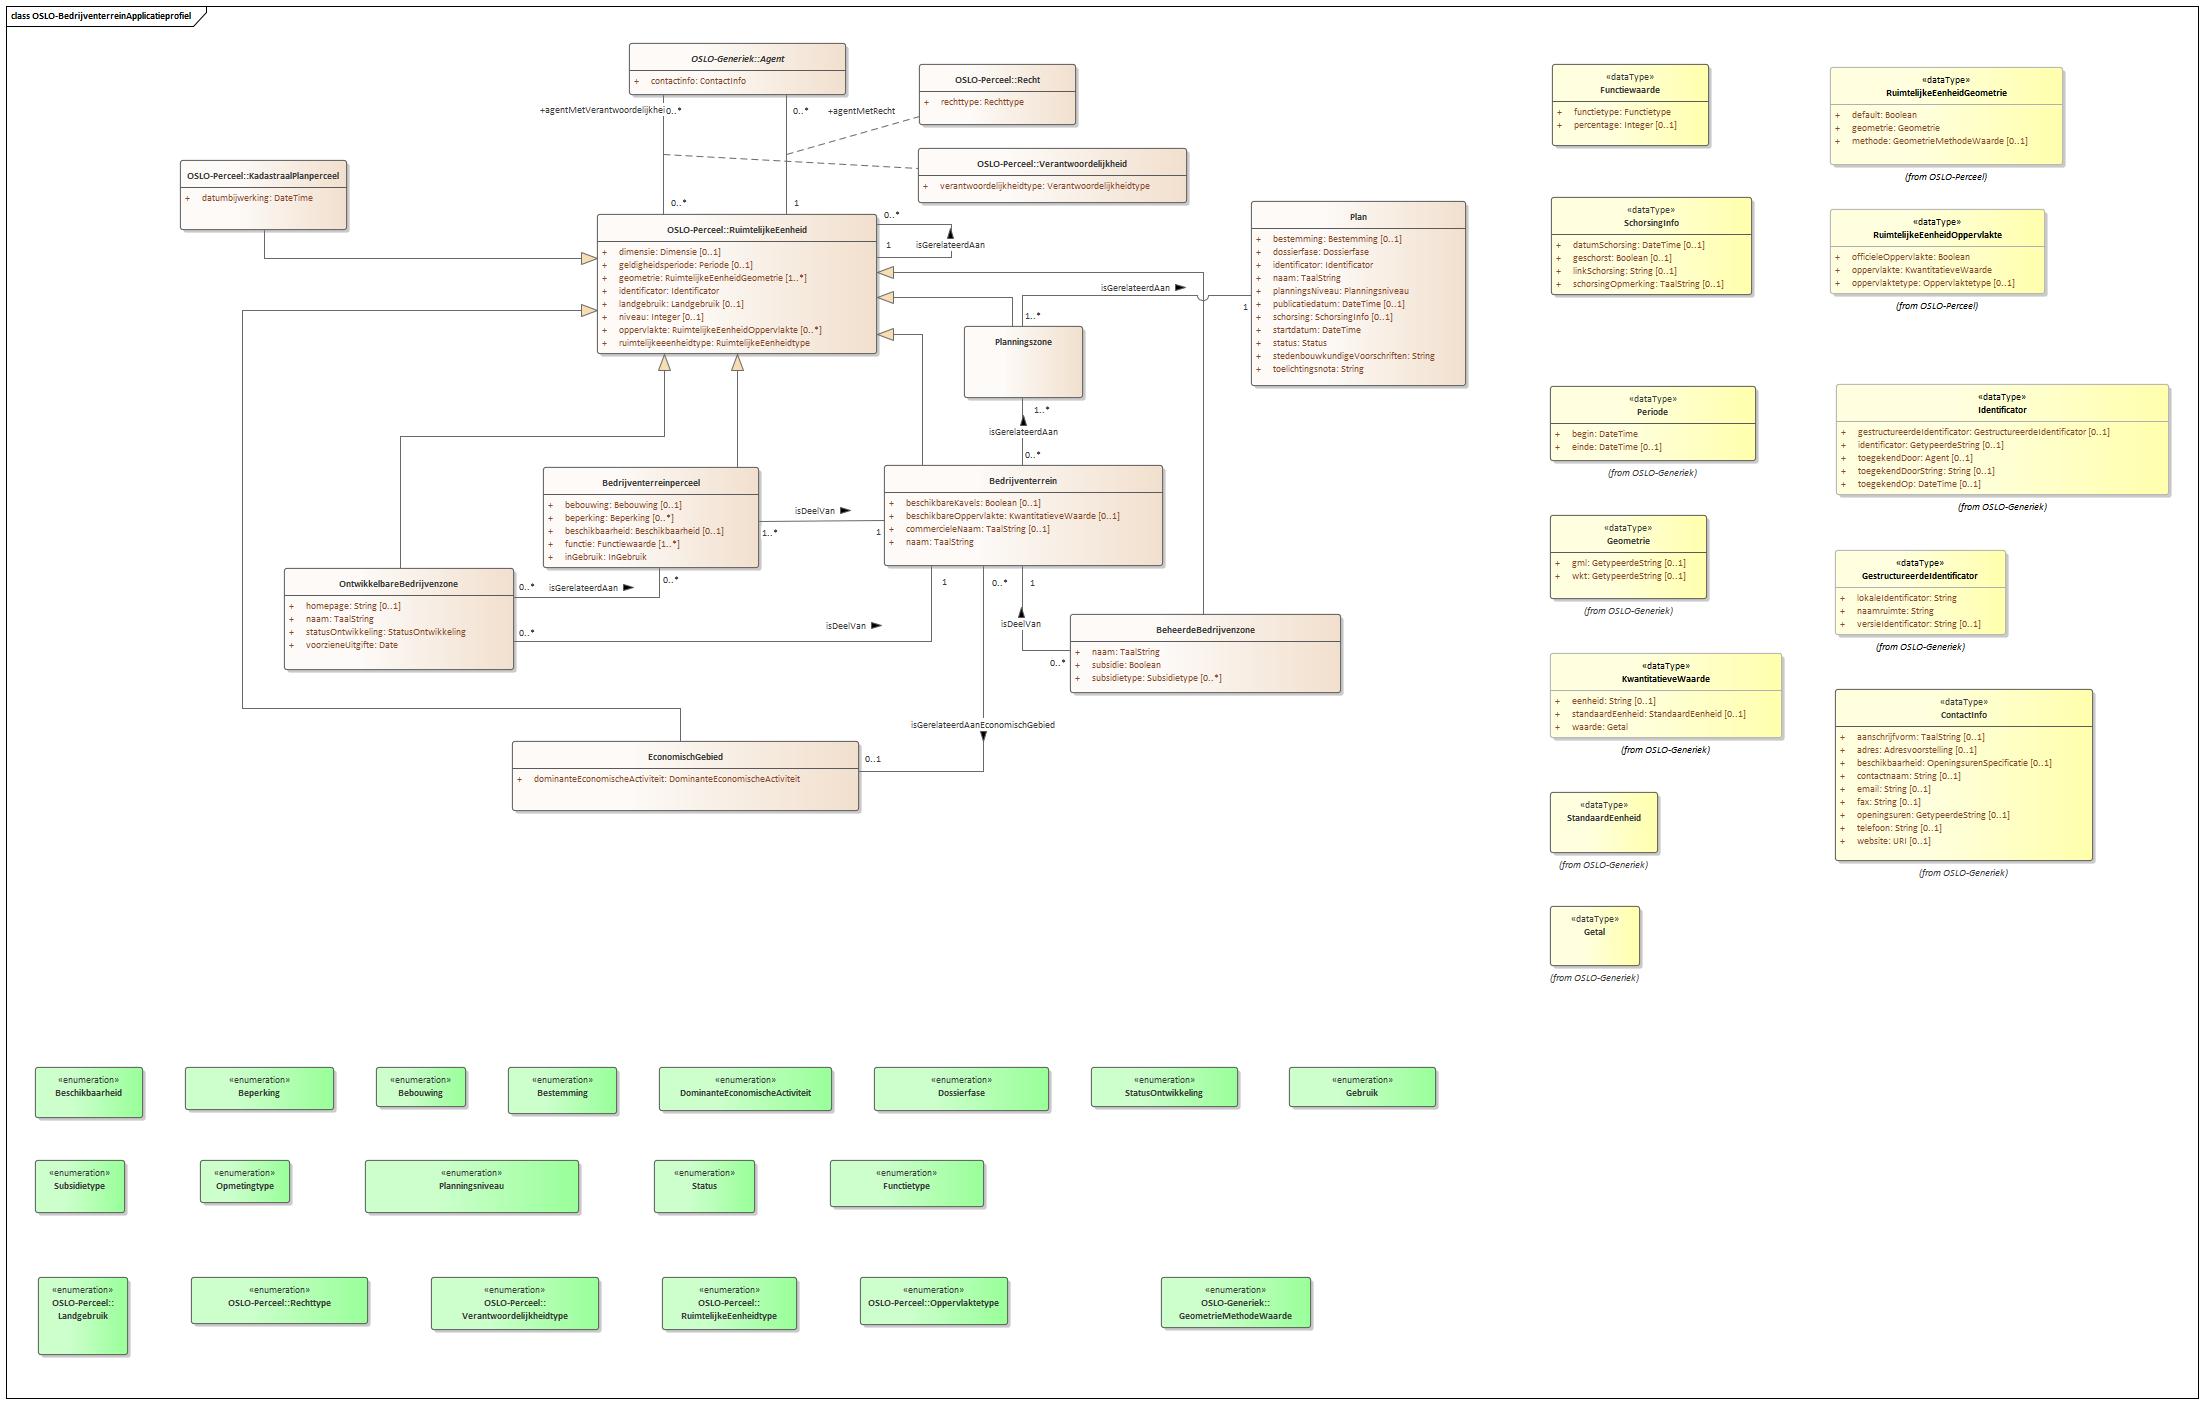 class OSLO-BedrijventerreinApplicatieprofiel
OSLO-Generiek::Agent
+ contactinfo: ContactInfo
OSLO-Perceel::Recht
+ rechttype: Rechttype
+agentMetVerantwoordelijkhei 0..*
0..*
+agentMetRecht
OSLO-Perceel::Verantwoordelijkheid
+ verantwoordelijkheidtype: Verantwoordelijkheidtype
OSLO-Perceel::KadastraalPlanperceel
+ datumbijwerking: DateTime
0..*
1
OSLO-Perceel::RuimtelijkeEenheid
+ dimensie: Dimensie [0..1]
+ geldigheidsperiode: Periode [0..1]
+ geometrie: RuimtelijkeEenheidGeometrie [1..*]
+ identificator: Identificator
+ landgebruik: Landgebruik [0..1]
+ niveau: Integer [0..1]
+ oppervlakte: RuimtelijkeEenheidOppervlakte [0..*]
+ ruimtelijkeeenheidtype: RuimtelijkeEenheidtype
0..*
1
isGerelateerdAan
Plan
+ bestemming: Bestemming [0..1]
+ dossierfase: Dossierfase
+ identificator: Identificator
+ naam: TaalString
+ planningsNiveau: Planningsniveau
+ publicatiedatum: DateTime [0..1]
+ schorsing: SchorsingInfo [0..1]
+ startdatum: DateTime
+ status: Status
+ stedenbouwkundigeVoorschriften: String
+ toelichtingsnota: String
isGerelateerdAan
1
1..*
Planningszone
1..*
isGerelateerdAan
0..*
Bedrijventerreinperceel
+ bebouwing: Bebouwing [0..1]
+ beperking: Beperking [0..*]
+ beschikbaarheid: Beschikbaarheid [0..1]
+ functie: Functiewaarde [1..*]
+ inGebruik: InGebruik
isDeelVan
1..*
1
Bedrijventerrein
+ beschikbareKavels: Boolean [0..1]
+ beschikbareOppervlakte: KwantitatieveWaarde [0..1]
+ commercieleNaam: TaalString [0..1]
+ naam: TaalString
OntwikkelbareBedrijvenzone
+ homepage: String [0..1]
+ naam: TaalString
+ statusOntwikkeling: StatusOntwikkeling
+ voorzieneUitgifte: Date
0..*
isGerelateerdAan
0..*
0..*
isDeelVan
1
0..*
1
isDeelVan
0..*
BeheerdeBedrijvenzone
+ naam: TaalString
+ subsidie: Boolean
+ subsidietype: Subsidietype [0..*]
isGerelateerdAanEconomischGebied
0..1
EconomischGebied
+ dominanteEconomischeActiviteit: DominanteEconomischeActiviteit
«dataType»
Functiewaarde
+ functietype: Functietype
+ percentage: Integer [0..1]
«dataType»
RuimtelijkeEenheidGeometrie
+ default: Boolean
+ geometrie: Geometrie
+ methode: GeometrieMethodeWaarde [0..1]
(from OSLO-Perceel)
«dataType»
SchorsingInfo
+ datumSchorsing: DateTime [0..1]
+ geschorst: Boolean [0..1]
+ linkSchorsing: String [0..1]
+ schorsingOpmerking: TaalString [0..1]
«dataType»
RuimtelijkeEenheidOppervlakte
+ officieleOppervlakte: Boolean
+ oppervlakte: KwantitatieveWaarde
+ oppervlaktetype: Oppervlaktetype [0..1]
(from OSLO-Perceel)
«dataType»
Periode
+ begin: DateTime
+ einde: DateTime [0..1]
(from OSLO-Generiek)
«dataType»
Identificator
+ gestructureerdeIdentificator: GestructureerdeIdentificator [0..1]
+ identificator: GetypeerdeString [0..1]
+ toegekendDoor: Agent [0..1]
+ toegekendDoorString: String [0..1]
+ toegekendOp: DateTime [0..1]
(from OSLO-Generiek)
«dataType»
Geometrie
+ gml: GetypeerdeString [0..1]
+ wkt: GetypeerdeString [0..1]
(from OSLO-Generiek)
«dataType»
GestructureerdeIdentificator
+ lokaleIdentificator: String
+ naamruimte: String
+ versieIdentificator: String [0..1]
(from OSLO-Generiek)
«dataType»
KwantitatieveWaarde
+ eenheid: String [0..1]
+ standaardEenheid: StandaardEenheid [0..1]
+ waarde: Getal
(from OSLO-Generiek)
«dataType»
ContactInfo
+ aanschrijfvorm: TaalString [0..1]
+ adres: Adresvoorstelling [0..1]
+ beschikbaarheid: OpeningsurenSpecificatie [0..1]
+ contactnaam: String [0..1]
+ email: String [0..1]
+ fax: String [0..1]
+ openingsuren: GetypeerdeString [0..1]
+ telefoon: String [0..1]
+ website: URI [0..1]
(from OSLO-Generiek)
«dataType»
StandaardEenheid
(from OSLO-Generiek)
«dataType»
Getal
(from OSLO-Generiek)
«enumeration»
Beschikbaarheid
«enumeration»
Beperking
«enumeration»
Bebouwing
«enumeration»
Bestemming
«enumeration»
DominanteEconomischeActiviteit
«enumeration»
Dossierfase
«enumeration»
StatusOntwikkeling
«enumeration»
Gebruik
«enumeration»
Subsidietype
«enumeration»
Opmetingtype
«enumeration»
Planningsniveau
«enumeration»
Status
«enumeration»
Functietype
«enumeration»
OSLO-Perceel::
Landgebruik
«enumeration»
OSLO-Perceel::Rechttype
«enumeration»
OSLO-Perceel::
Verantwoordelijkheidtype
«enumeration»
OSLO-Perceel::
RuimtelijkeEenheidtype
«enumeration»
OSLO-Perceel::Oppervlaktetype
«enumeration»
OSLO-Generiek::
GeometrieMethodeWaarde